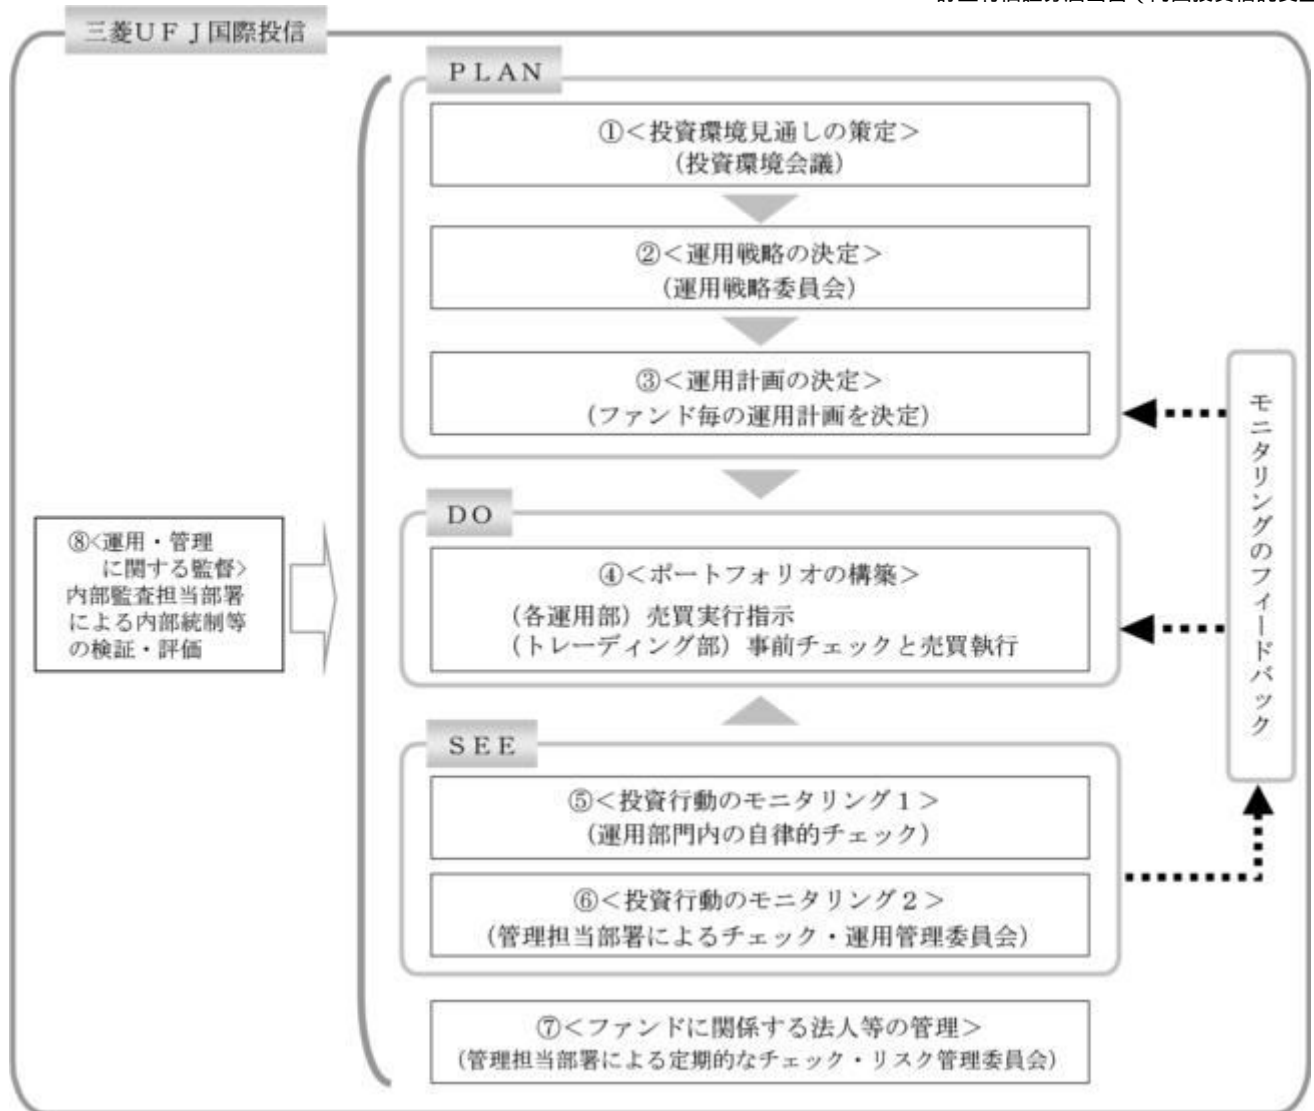 三菱ＵＦＪ国際投信
ＰＬＡＮ
①＜投資環境見通しの策定＞
（投資環境会議）
②＜運用戦略の決定＞
（運用戦略委員会）
③＜運用計画の決定＞
（ファンド毎の運用計画を決定）
ＤＯ
④＜ポートフォリオの構築＞
（各運用部）売買実行指示
（トレーディング部）事前チェックと売買執行
ＳＥＥ
⑤＜投資行動のモニタリング１＞
（運用部門内の自律的チェック）
⑥＜投資行動のモニタリング２＞
（管理担当部署によるチェック・運用管理委員会）
⑦＜ファンドに関係する法人等の管理＞
（管理担当部署による定期的なチェック・リスク管理委員会）
⑧<運用・管理
に関する監督>
内部監査担当部署
による内部統制等
の検証・評価
モニタリングのフィードバック